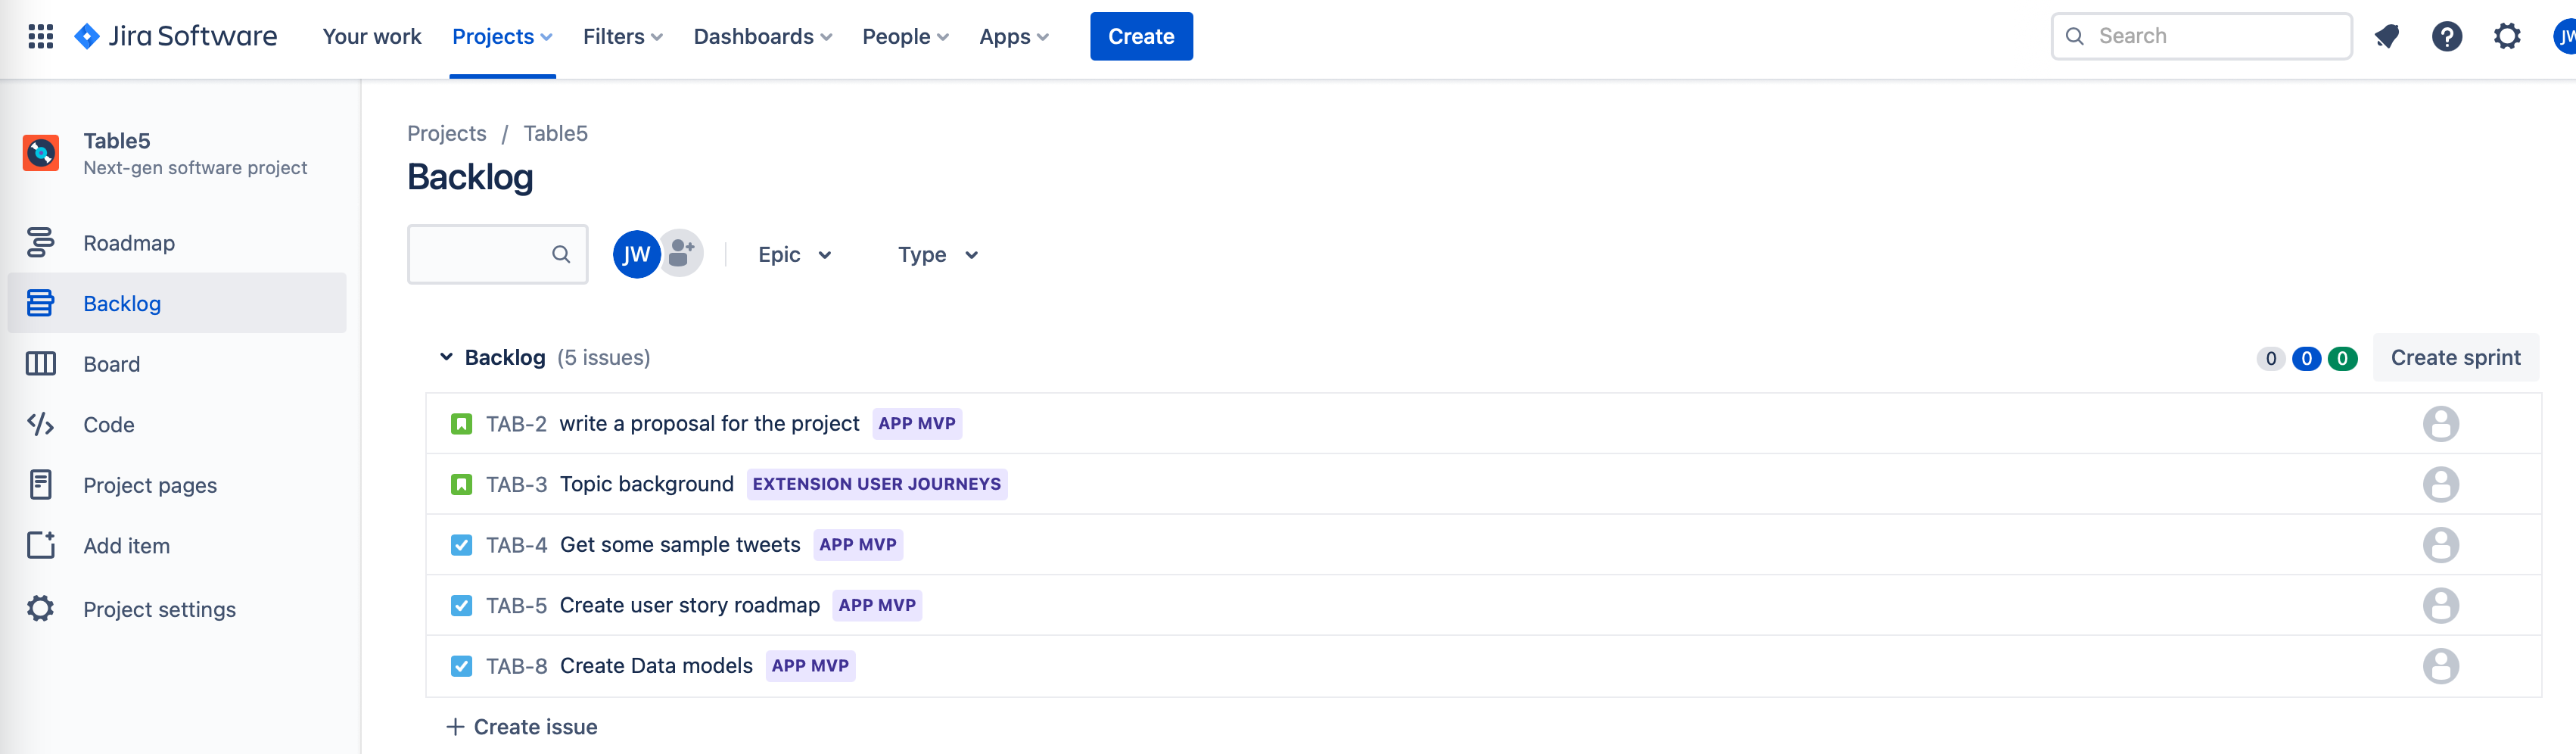 Jira Software Your work Projects Filters Dashboards People Apps Create Search JW
Table5
Next-gen software project
Roadmap
Backlog
Board
Code
Project pages
Add item
Project settings
Projects / Table5
Backlog
JW Epic Type
Backlog (5 issues) 0 0 0 Create sprint
TAB-2 write a proposal for the project APP MVP
TAB-3 Topic background EXTENSION USER JOURNEYS
TAB-4 Get some sample tweets APP MVP
TAB-5 Create user story roadmap APP MVP
TAB-8 Create Data models APP MVP
+ Create issue